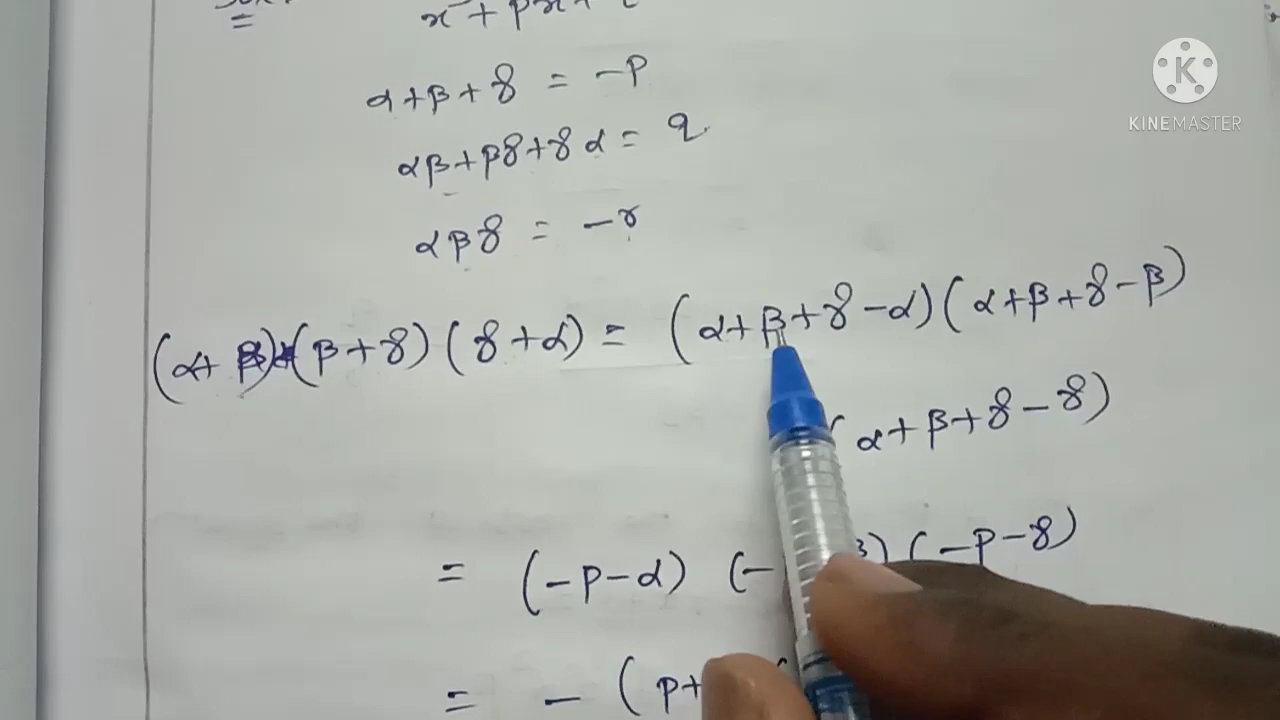 α+β+γ = -p
αβ+βγ+γα = q
αβγ = -r
(α+β)(β+γ)(γ+α) = (α+β+γ-α)(α+β+γ-β)
(α+β+γ-γ)
= (-p-α) (- ) (-p-γ)
= - (p+
KINEMASTER